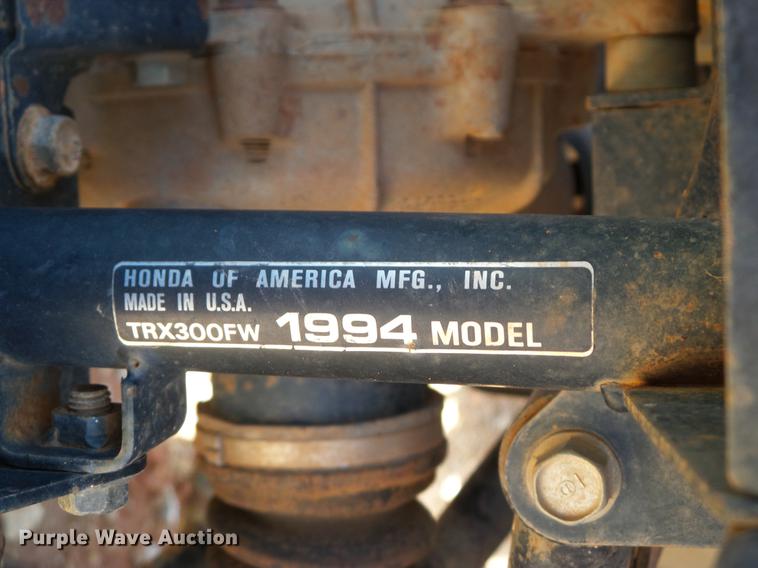 HONDA OF AMERICA MFG., INC.
MADE IN U.S.A.
TRX300FW 1994 MODEL
Purple Wave Auction